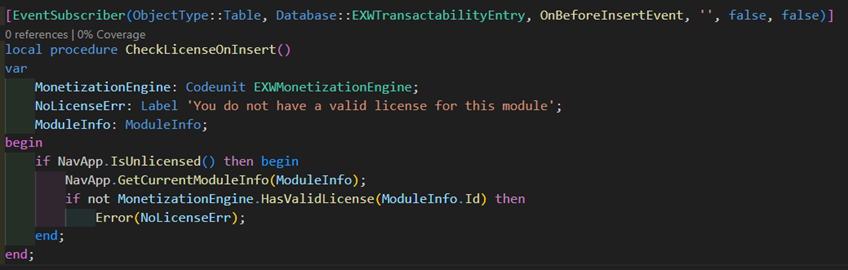 [EventSubscriber(ObjectType::Table, Database::EXWTransactabilityEntry, OnBeforeInsertEvent, '', false, false)]
0 references | 0% Coverage
local procedure CheckLicenseOnInsert()
var
    MonetizationEngine: Codeunit EXWMonetizationEngine;
    NoLicenseErr: Label 'You do not have a valid license for this module';
    ModuleInfo: ModuleInfo;
begin
    if NavApp.IsUnlicensed() then begin
        NavApp.GetCurrentModuleInfo(ModuleInfo);
        if not MonetizationEngine.HasValidLicense(ModuleInfo.Id) then
            Error(NoLicenseErr);
    end;
end;